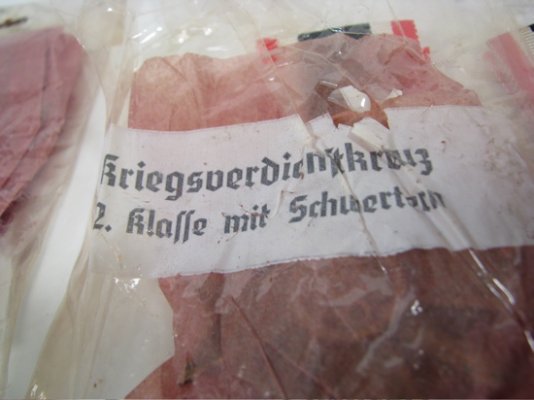 Kriegsverdienstkreuz
2. Klasse mit Schwertern